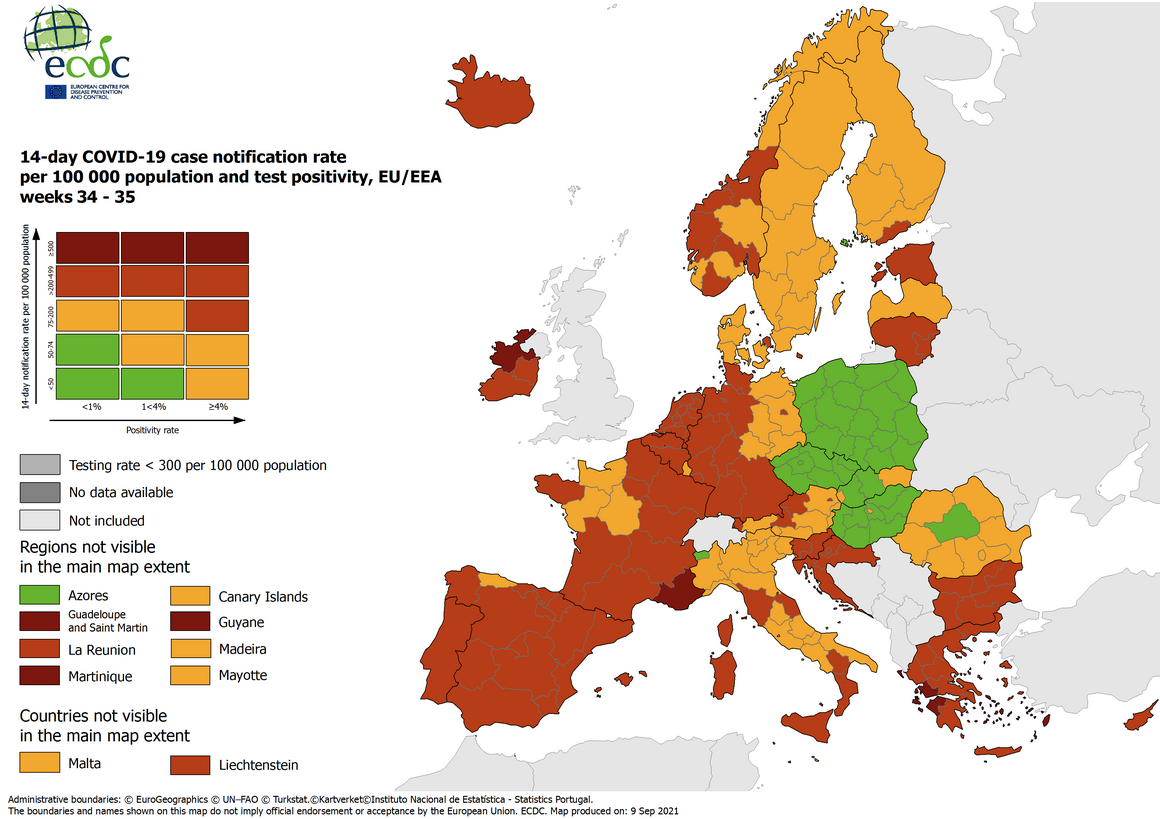 ecdc
EUROPEAN CENTRE FOR
DISEASE PREVENTION
AND CONTROL
14-day COVID-19 case notification rate
per 100 000 population and test positivity, EU/EEA
weeks 34 - 35
14-day notification rate per 100 000 population
≥500
>200-499
75-200
50-74
<50
<1%
1<4%
≥4%
Positivity rate
Testing rate < 300 per 100 000 population
No data available
Not included
Regions not visible
in the main map extent
Azores
Canary Islands
Guadeloupe
and Saint Martin
Guyane
La Reunion
Madeira
Martinique
Mayotte
Countries not visible
in the main map extent
Malta
Liechtenstein
Administrative boundaries: © EuroGeographics © UN–FAO © Turkstat.©Kartverket©Instituto Nacional de Estatística - Statistics Portugal.
The boundaries and names shown on this map do not imply official endorsement or acceptance by the European Union. ECDC. Map produced on: 9 Sep 2021